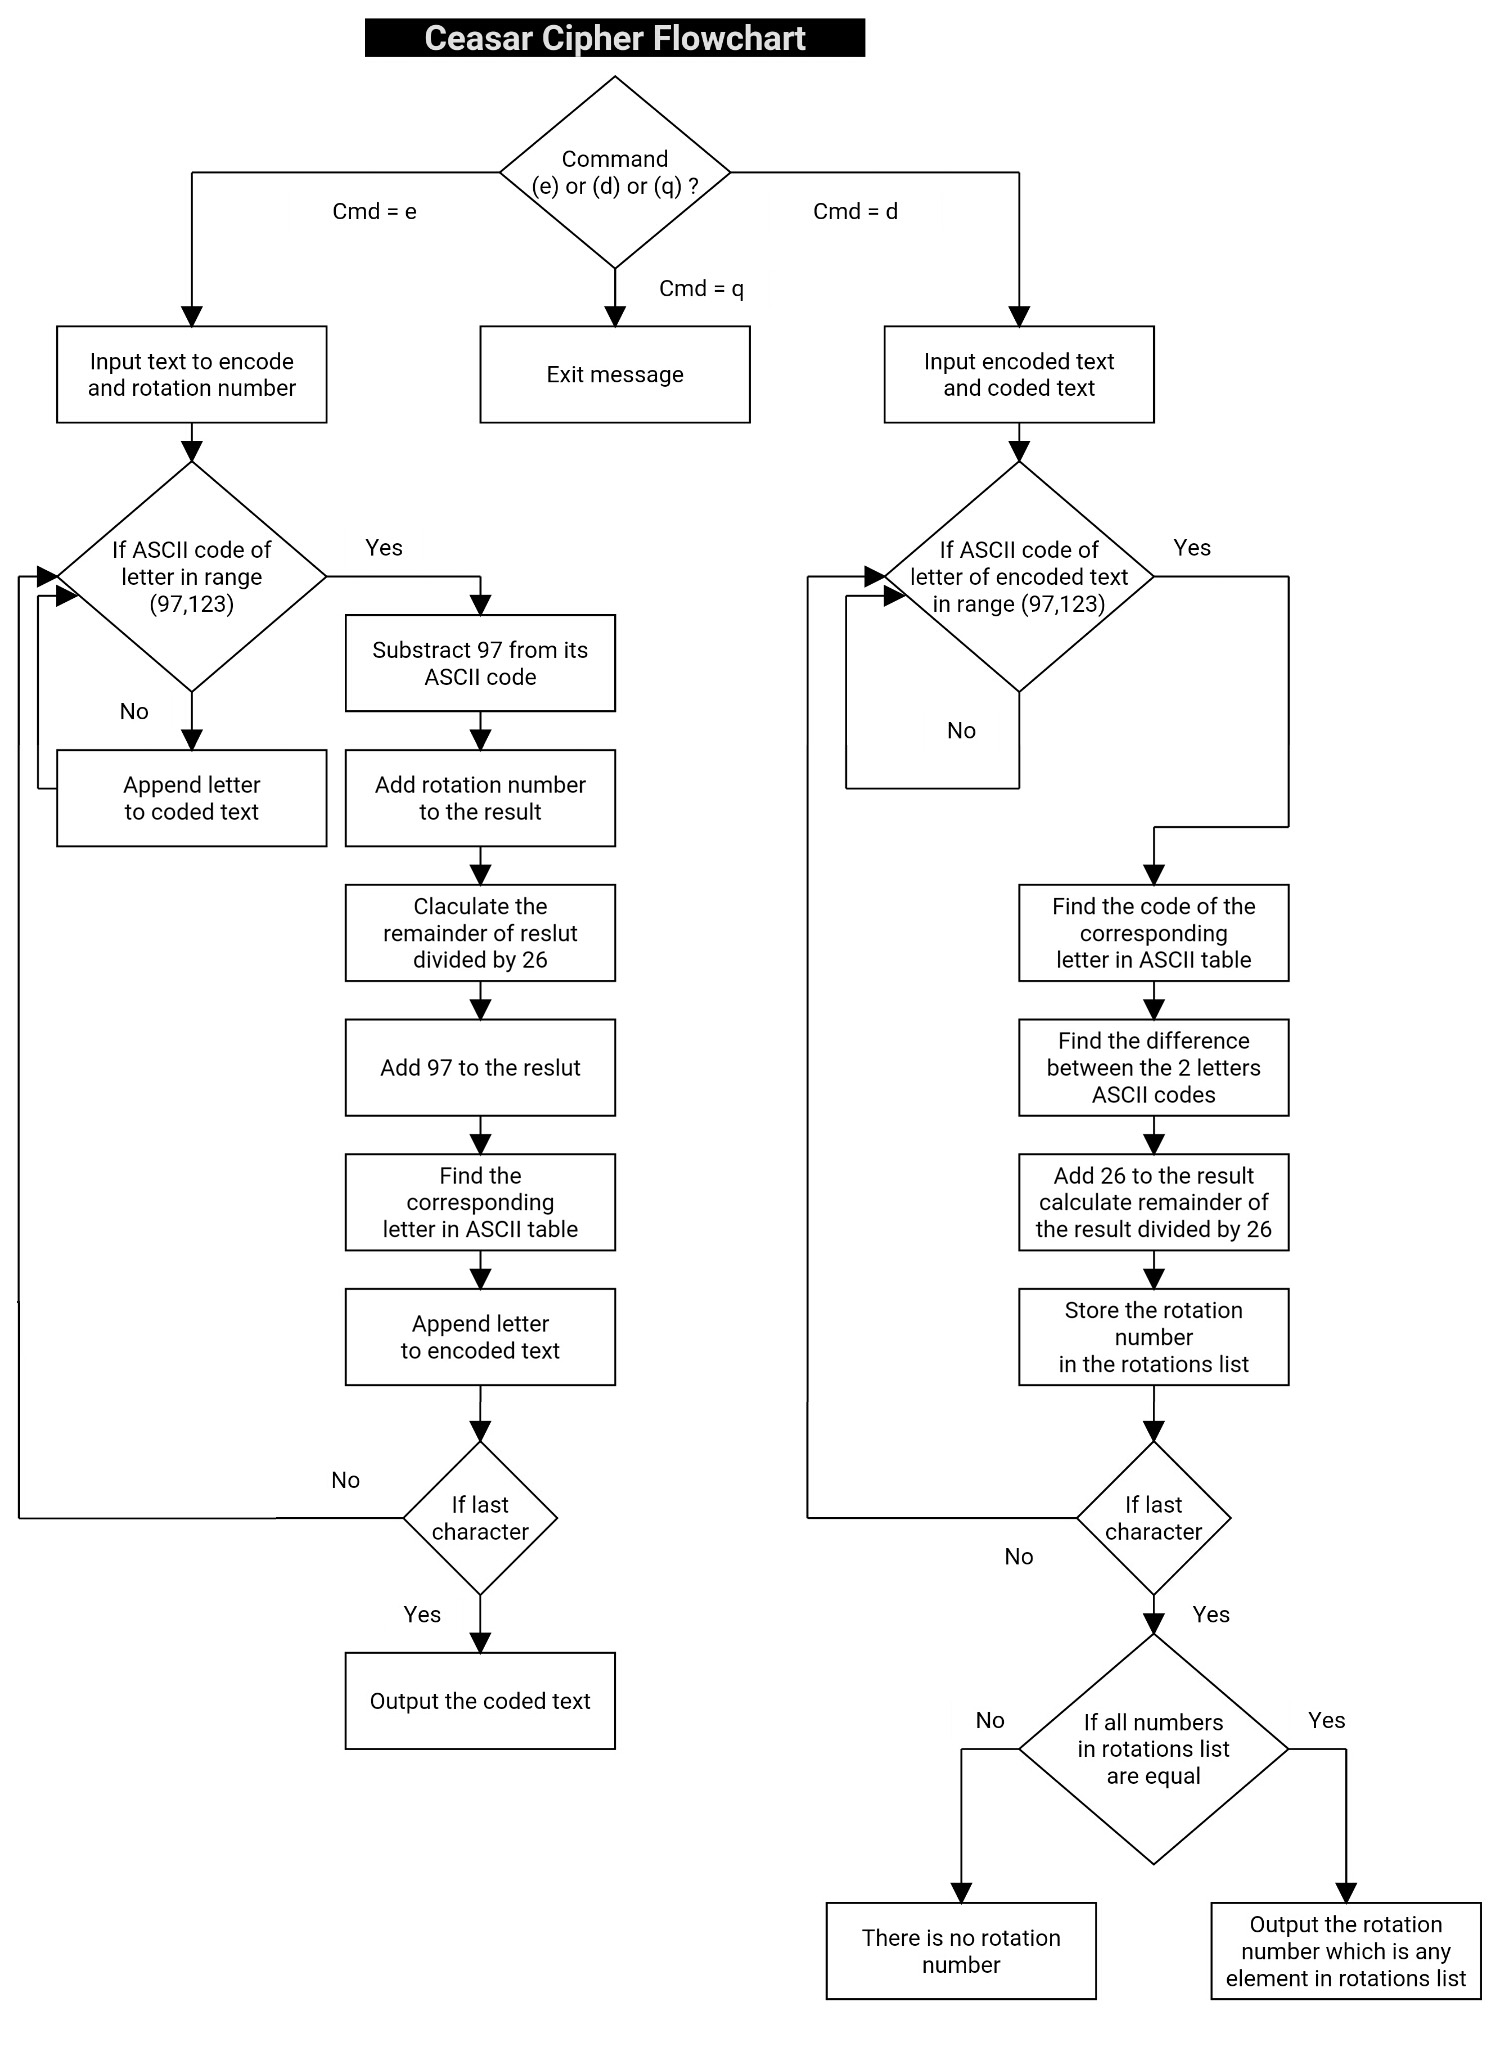 Ceasar Cipher Flowchart
Command
(e) or (d) or (q) ?
Cmd = e
Cmd = d
Cmd = q
Input text to encode
and rotation number
Exit message
Input encoded text
and coded text
If ASCII code of
letter in range
(97,123)
Yes
No
Append letter
to coded text
Substract 97 from its
ASCII code
Add rotation number
to the result
Claculate the
remainder of reslut
divided by 26
Add 97 to the reslut
Find the
corresponding
letter in ASCII table
Append letter
to encoded text
If last
character
No
Yes
Output the coded text
If ASCII code of
letter of encoded text
in range (97,123)
Yes
No
Find the code of the
corresponding
letter in ASCII table
Find the difference
between the 2 letters
ASCII codes
Add 26 to the result
calculate remainder of
the result divided by 26
Store the rotation
number
in the rotations list
If last
character
No
Yes
If all numbers
in rotations list
are equal
No
Yes
There is no rotation
number
Output the rotation
number which is any
element in rotations list